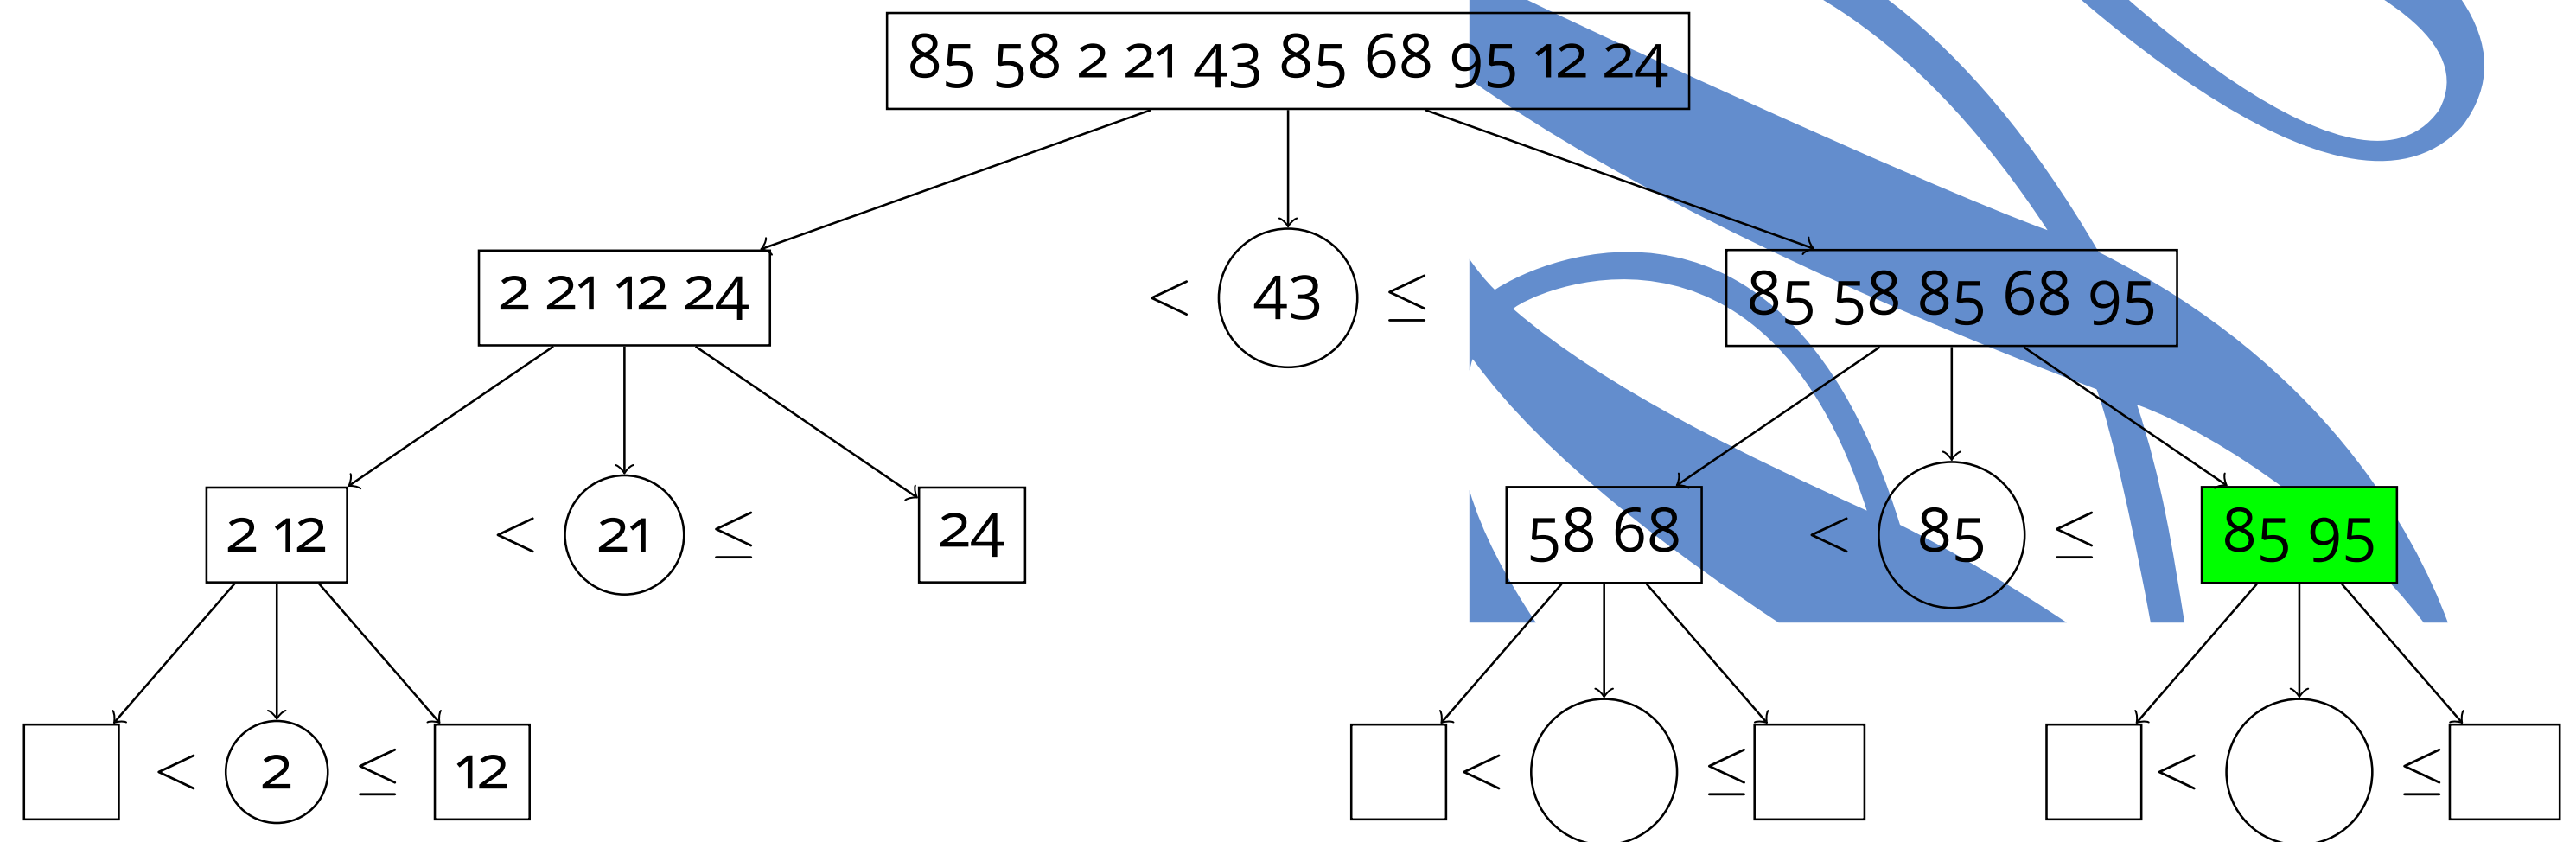 85 58 2 21 43 85 68 95 12 24
2 21 12 24 < 43 ≤ 85 58 85 68 95
2 12 < 21 ≤ 24 58 68 < 85 ≤ 85 95
< 2 ≤ 12 < ≤ < ≤